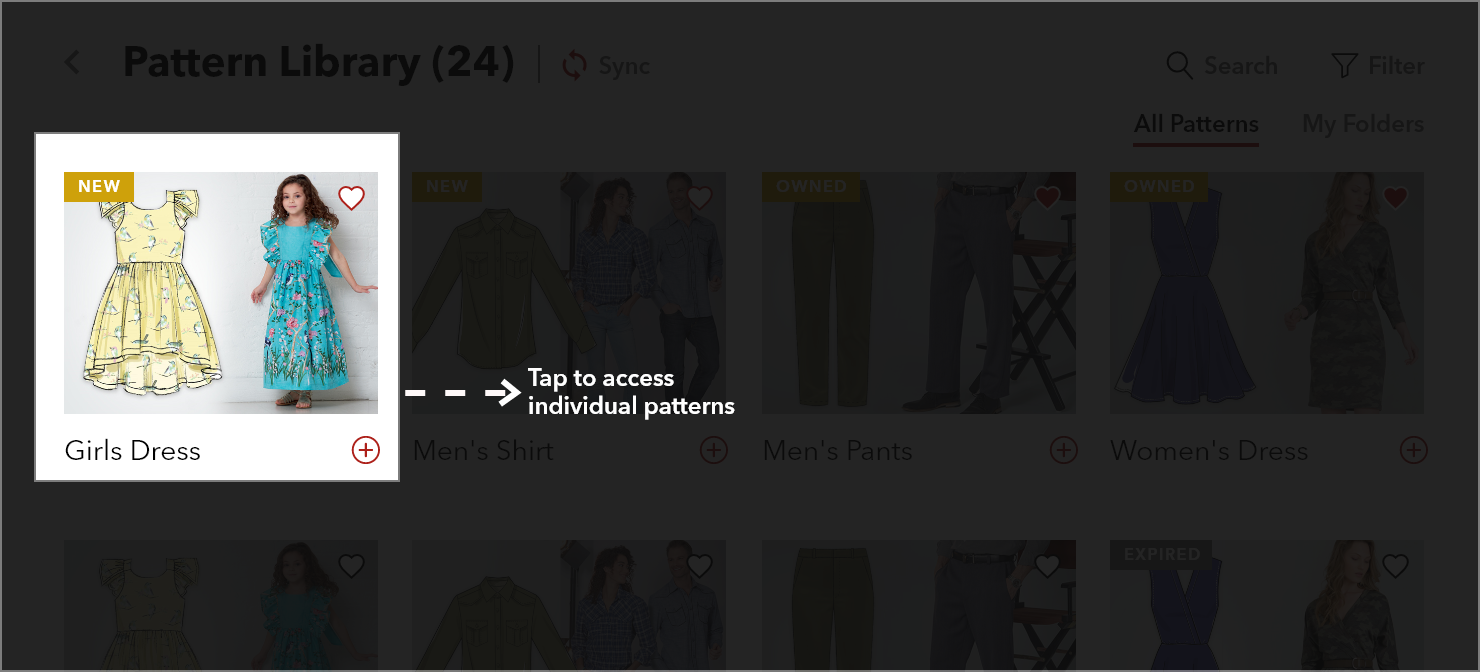 Pattern Library (24)
Sync
Search
Filter
All Patterns
My Folders
NEW
NEW
OWNED
OWNED
Tap to access
individual patterns
Girls Dress
Men's Shirt
Men's Pants
Women's Dress
EXPIRED